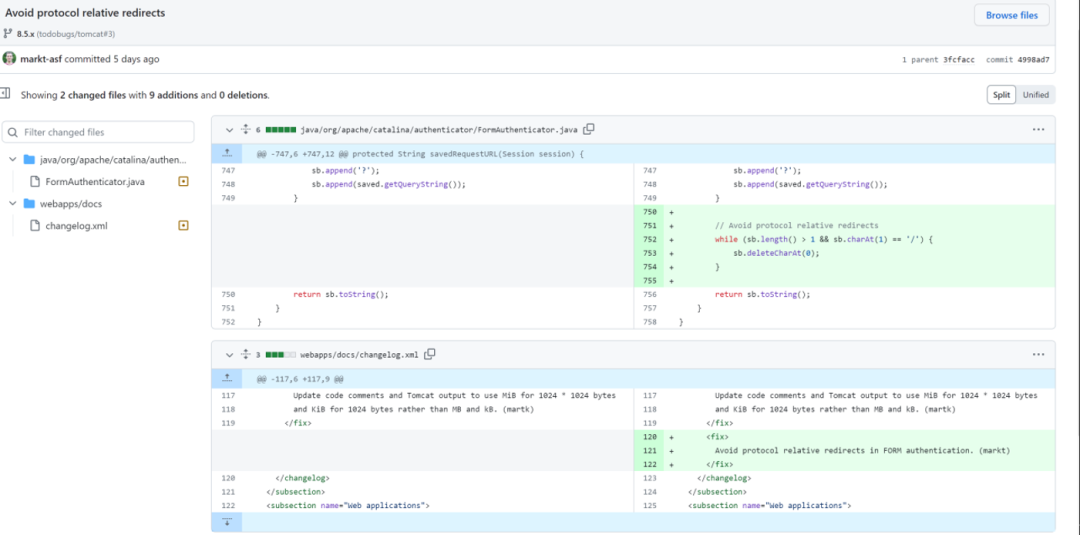 Avoid protocol relative redirects
Browse files
8.5.x (todobugs/tomcat#3)
markt-asf committed 5 days ago
1 parent 3fcfacc commit 4998ad7
Showing 2 changed files with 9 additions and 0 deletions.
Split Unified
Filter changed files
java/org/apache/catalina/authen...
FormAuthenticator.java
webapps/docs
changelog.xml
6 java/org/apache/catalina/authenticator/FormAuthenticator.java
@@ -747,6 +747,12 @@ protected String savedRequestURL(Session session) {
747 sb.append('?'); 747 sb.append('?');
748 sb.append(saved.getQueryString()); 748 sb.append(saved.getQueryString());
749 } 749 }
750 +
751 + // Avoid protocol relative redirects
752 + while (sb.length() > 1 && sb.charAt(1) == '/') {
753 + sb.deleteCharAt(0);
754 + }
755 +
750 return sb.toString(); 756 return sb.toString();
751 } 757 }
752 } 758 }
3 webapps/docs/changelog.xml
@@ -117,6 +117,9 @@
117 Update code comments and Tomcat output to use MiB for 1024 * 1024 bytes 117 Update code comments and Tomcat output to use MiB for 1024 * 1024 bytes
118 and KiB for 1024 bytes rather than MB and kB. (martk) 118 and KiB for 1024 bytes rather than MB and kB. (martk)
119 </fix> 119 </fix>
120 + <fix>
121 + Avoid protocol relative redirects in FORM authentication. (markt)
122 + </fix>
120 </changelog> 123 </changelog>
121 </subsection> 124 </subsection>
122 <subsection name="Web applications"> 125 <subsection name="Web applications">